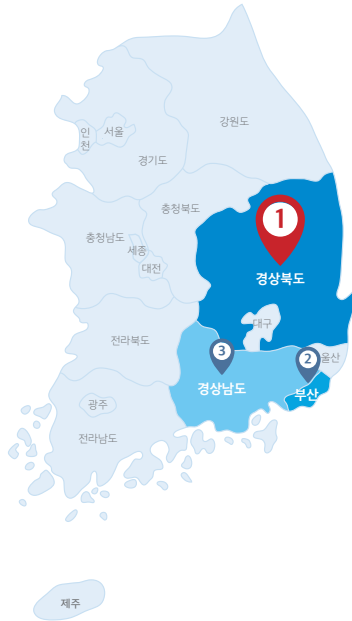 강원도
인
천
서울
경기도
충청북도
1
충청남도
세종
대전
경상북도
대구
전라북도
3
2
울산
경상남도
부산
광주
전라남도
제주